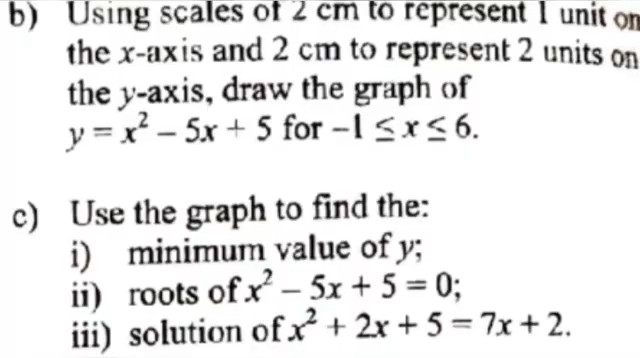 b) Using scales of 2 cm to represent 1 unit on
the x-axis and 2 cm to represent 2 units on
the y-axis, draw the graph of
y = x² – 5x + 5 for –1 ≤ x ≤ 6.
c) Use the graph to find the:
i) minimum value of y;
ii) roots of x² – 5x + 5 = 0;
iii) solution of x² + 2x + 5 = 7x + 2.